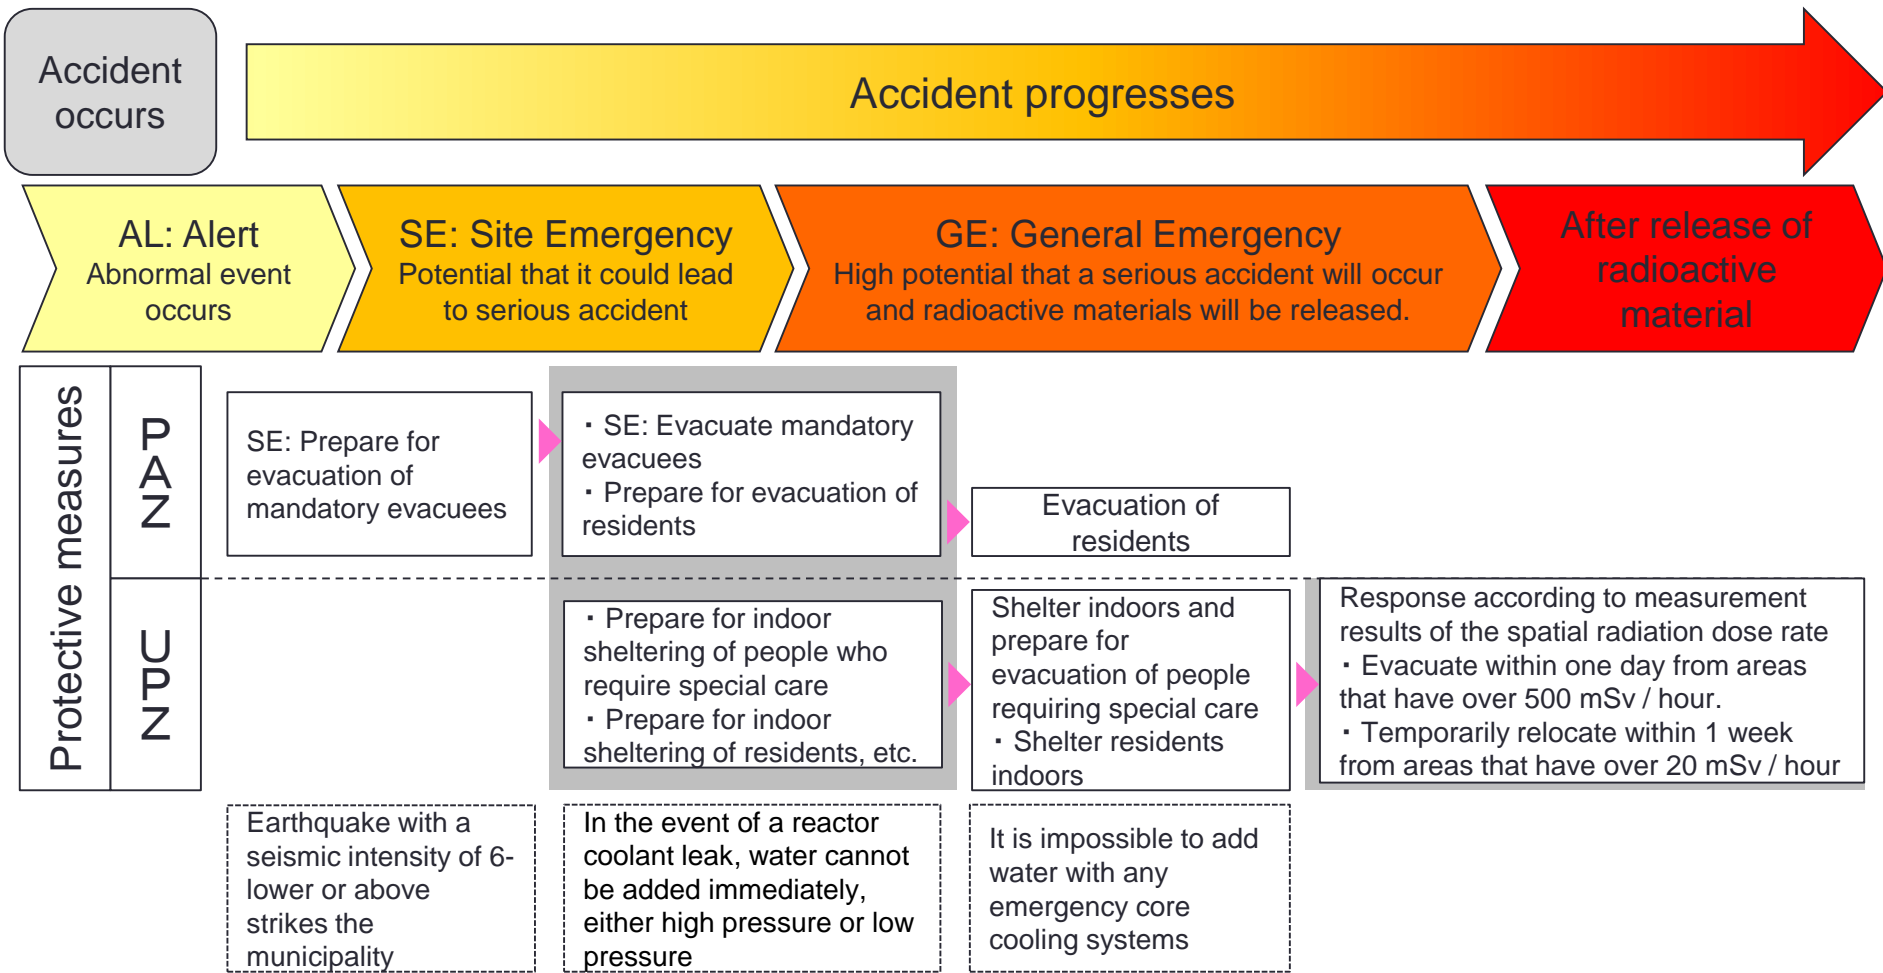 Accident
occurs
Accident progresses
AL: Alert
Abnormal event
occurs
SE: Site Emergency
Potential that it could lead
to serious accident
GE: General Emergency
High potential that a serious accident will occur
and radioactive materials will be released.
After release of
radioactive
material
Protective measures
PAZ
SE: Prepare for
evacuation of
mandatory evacuees
・SE: Evacuate mandatory
evacuees
・Prepare for evacuation of
residents
Evacuation of
residents
UPZ
・Prepare for indoor
sheltering of people who
require special care
・Prepare for indoor
sheltering of residents, etc.
Shelter indoors and
prepare for
evacuation of people
requiring special care
・Shelter residents
indoors
Response according to measurement
results of the spatial radiation dose rate
・Evacuate within one day from areas
that have over 500 mSv / hour.
・Temporarily relocate within 1 week
from areas that have over 20 mSv / hour
Earthquake with a
seismic intensity of 6-
lower or above
strikes the
municipality
In the event of a reactor
coolant leak, water cannot
be added immediately,
either high pressure or low
pressure
It is impossible to add
water with any
emergency core
cooling systems